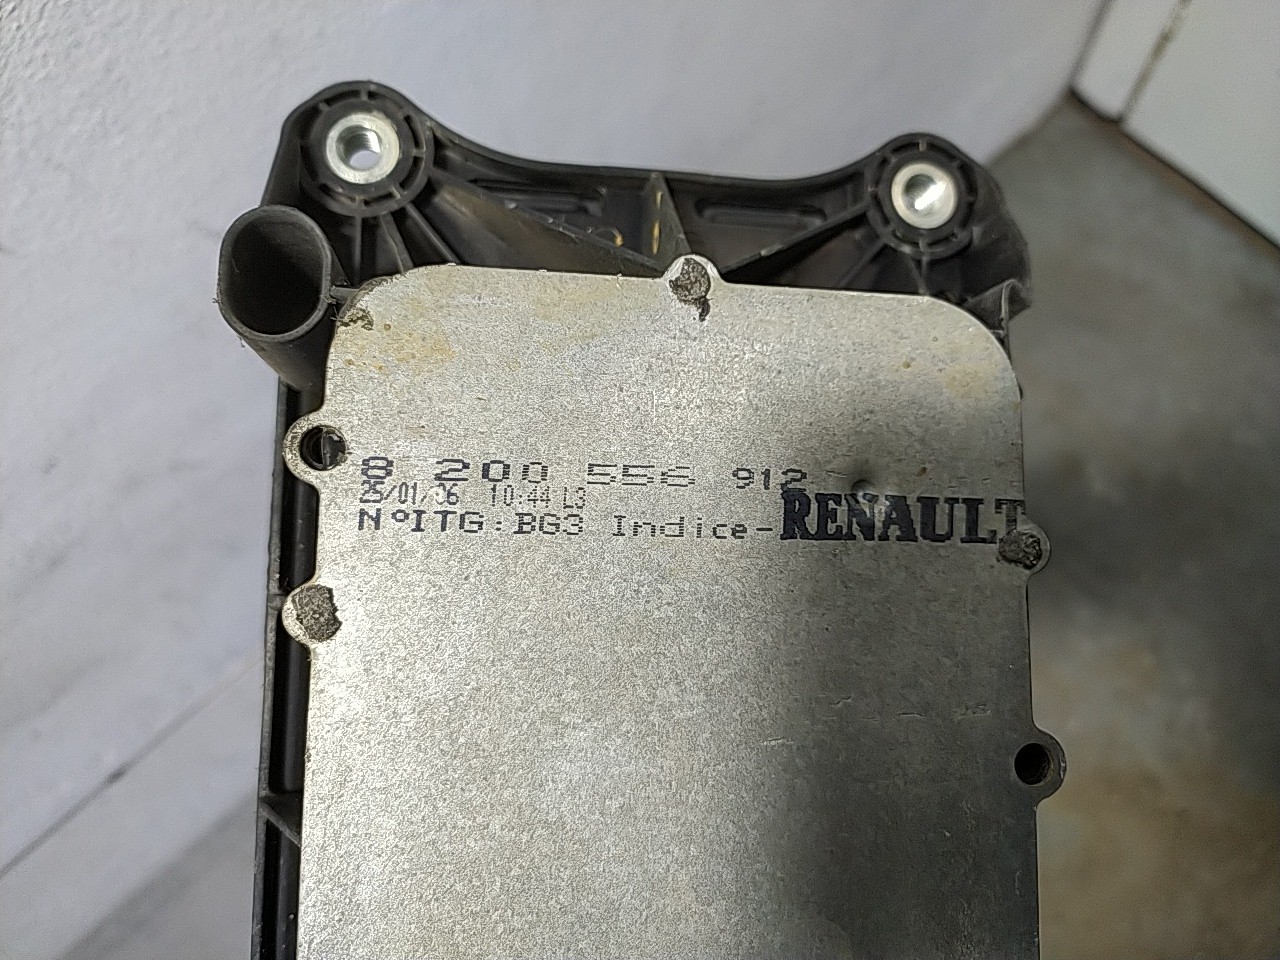 8 200 556 912
25/01/06 10:44 L3
N°ITG:BG3 Indice- RENAULT